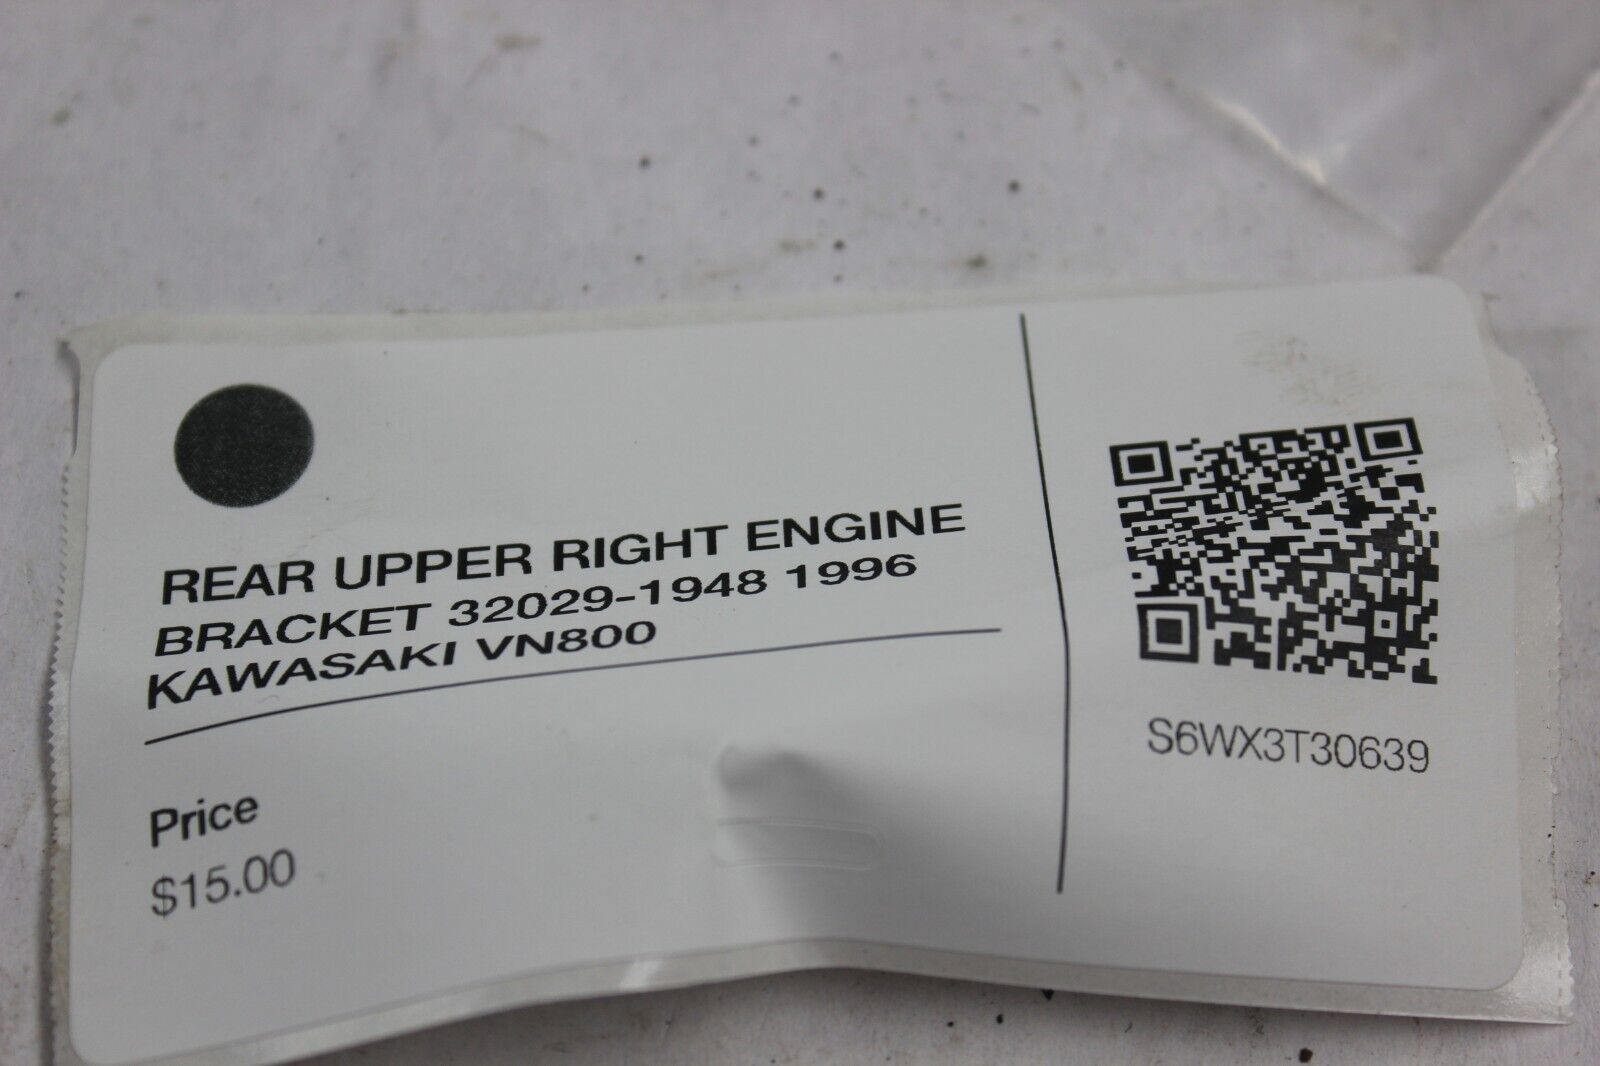 REAR UPPER RIGHT ENGINE
BRACKET 32029-1948 1996
KAWASAKI VN800
Price
$15.00
S6WX3T30639